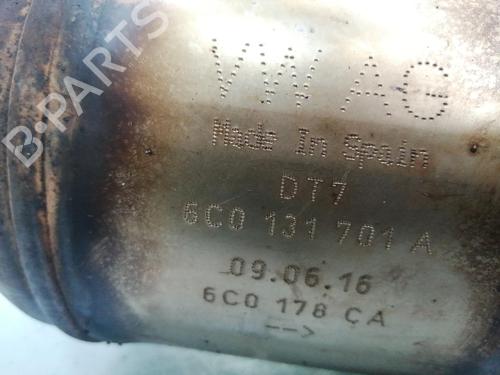 B-PARTS
VW AG
Made In Spain
DT7
6C0 131 701 A
09.06.16
6C0 178 CA
-->